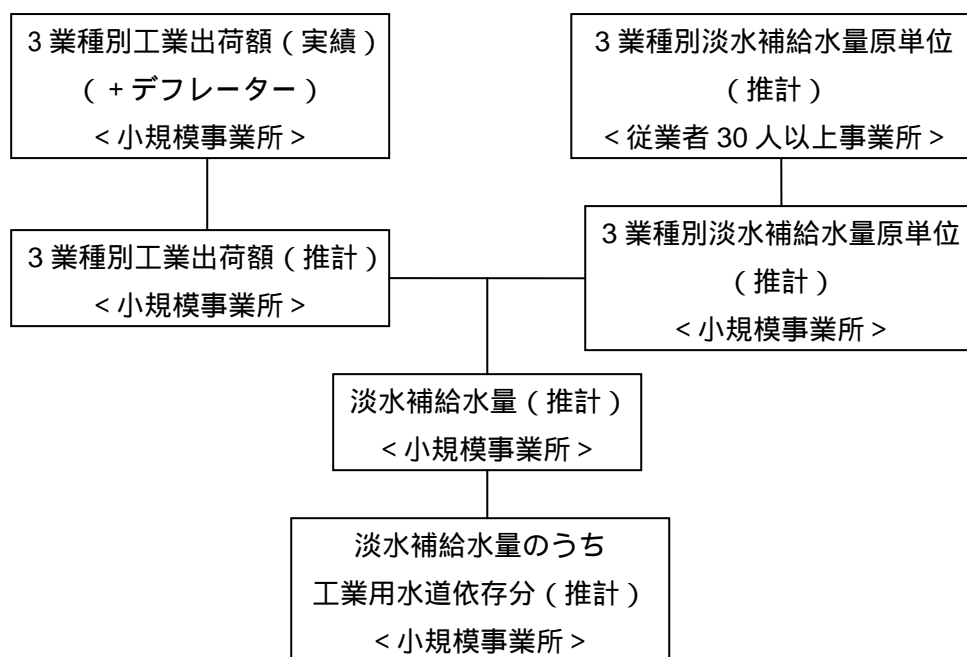 3業種別工業出荷額（実績）
（+デフレーター）
<小規模事業所>
3業種別淡水補給水量原単位
（推計）
<従業者30人以上事業所>
3業種別工業出荷額（推計）
<小規模事業所>
3業種別淡水補給水量原単位
（推計）
<小規模事業所>
淡水補給水量（推計）
<小規模事業所>
淡水補給水量のうち
工業用水道依存分（推計）
<小規模事業所>